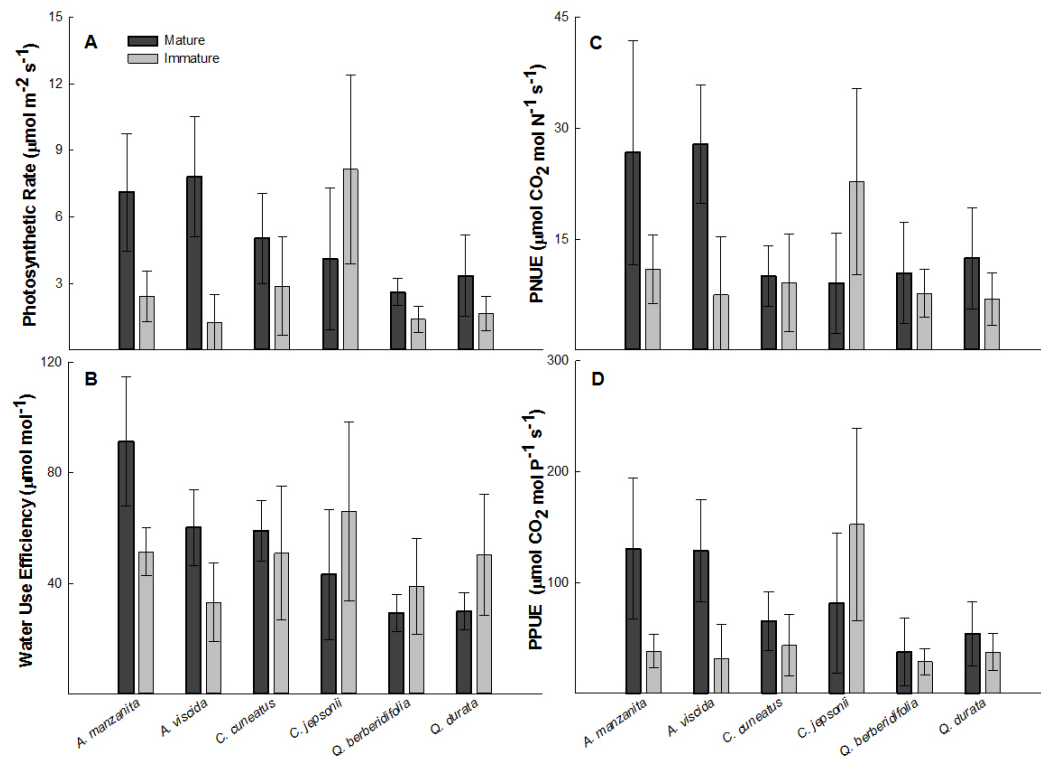 A
Mature
Immature
Photosynthetic Rate (μmol m-2 s-1)
15
12
9
6
3
C
PNUE (μmol CO2 mol N-1 s-1)
45
30
15
B
Water Use Efficiency (μmol mol-1)
120
80
40
A. manzanita
A. viscida
C. cuneatus
C. jepsonii
Q. berberidifolia
Q. durata
D
PPUE (μmol CO2 mol P-1 s-1)
300
200
100
A. manzanita
A. viscida
C. cuneatus
C. jepsonii
Q. berberidifolia
Q. durata